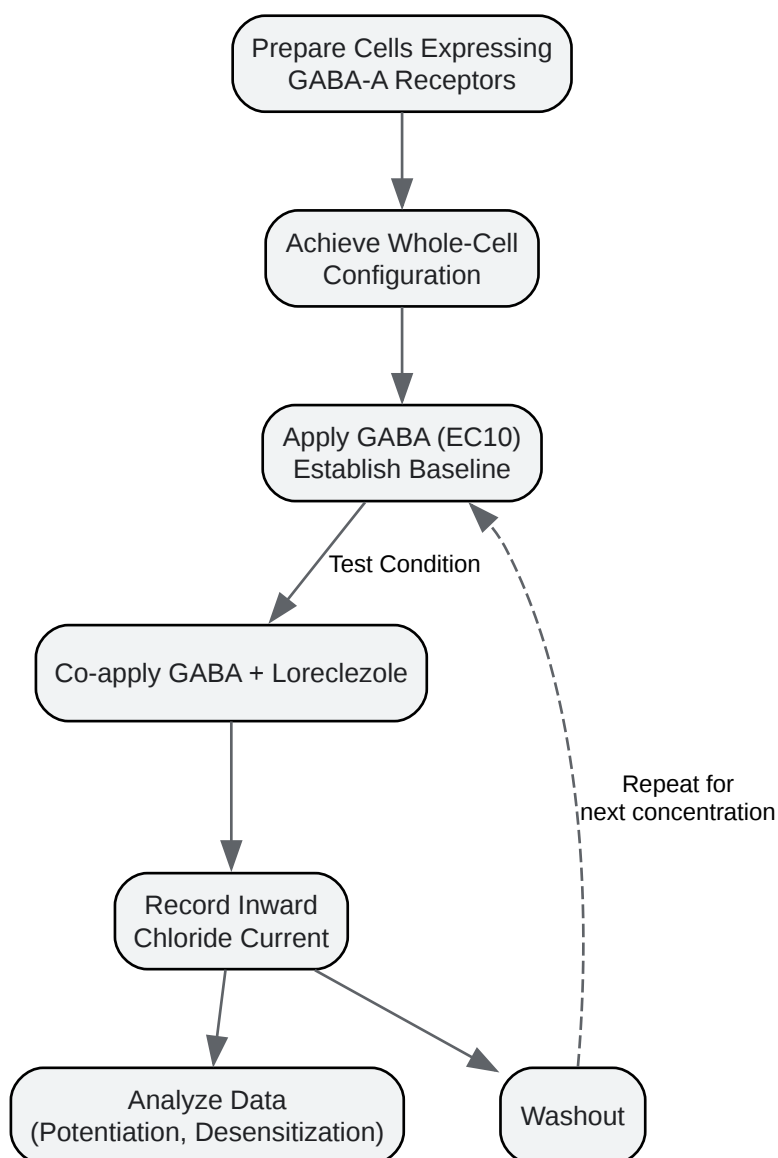 Prepare Cells Expressing
GABA-A Receptors
Achieve Whole-Cell
Configuration
Apply GABA (EC10)
Establish Baseline
Test Condition
Co-apply GABA + Loreclezole
Repeat for
next concentration
Record Inward
Chloride Current
Analyze Data
(Potentiation, Desensitization)
Washout